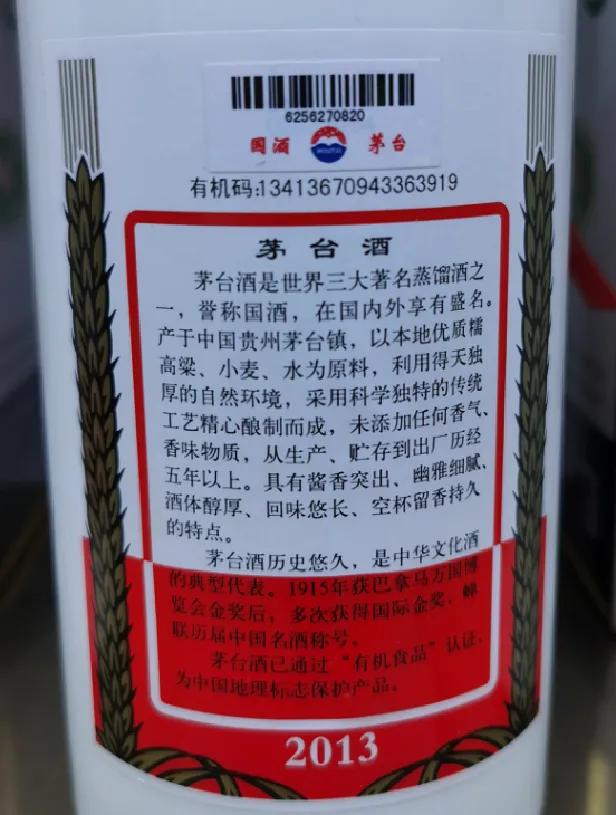 6256270820
国酒 茅台
有机码:13413670943363919
茅台酒
茅台酒是世界三大著名蒸馏酒之
一，誉称国酒，在国内外享有盛名。
产于中国贵州茅台镇，以本地优质糯
高粱、小麦、水为原料，利用得天独
厚的自然环境，采用科学独特的传统
工艺精心酿制而成，未添加任何香气、
香味物质，从生产、贮存到出厂历经
五年以上。具有酱香突出、幽雅细腻、
酒体醇厚、回味悠长、空杯留香持久
的特点。
茅台酒历史悠久，是中华文化酒
的典型代表。1915年获巴拿马万国博
览会金奖后，多次获得国际金奖，蝉
联历届中国名酒称号。
茅台酒已通过“有机食品”认证，
为中国地理标志保护产品。
2013